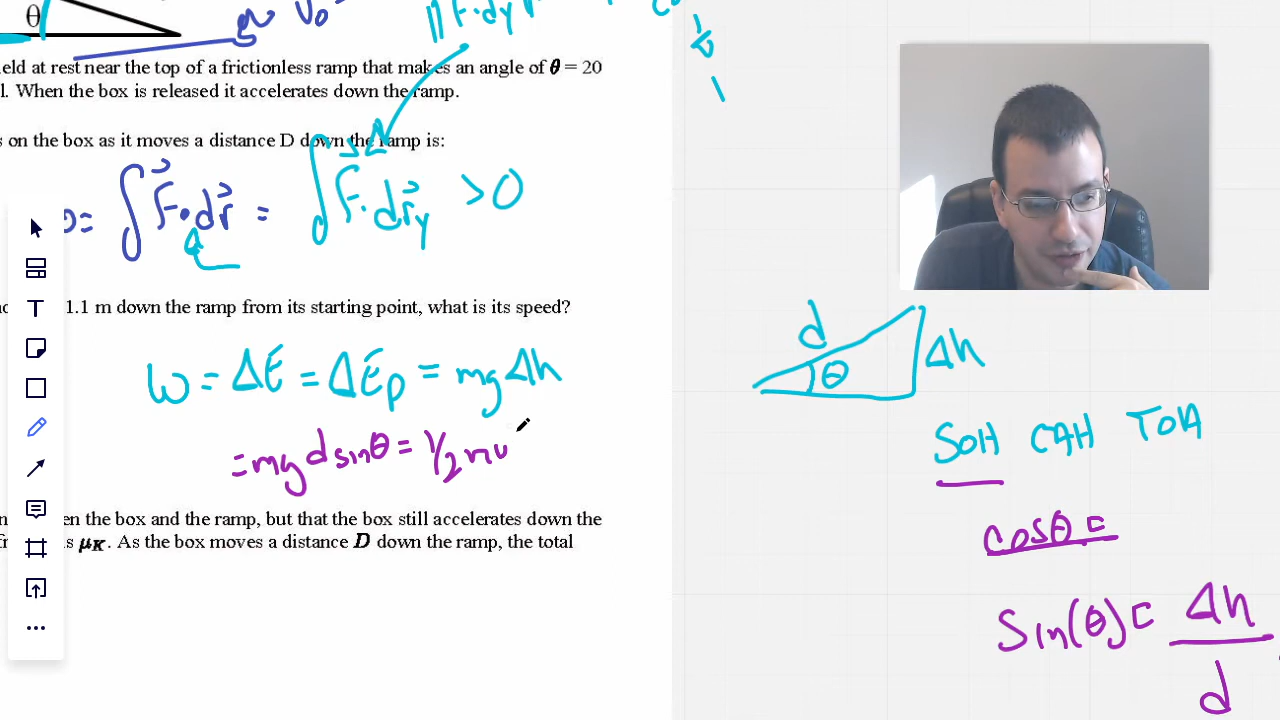 θ
eld at rest near the top of a frictionless ramp that makes an angle of θ = 20
l. When the box is released it accelerates down the ramp.
s on the box as it moves a distance D down the ramp is:
= ∫ F⃗ · dr⃗ = ∫ F⃗ · dr⃗y > 0
1.1 m down the ramp from its starting point, what is its speed?
W = ΔE = ΔEp = mgΔh
= mg d sinθ = 1/2 mv
en the box and the ramp, but that the box still accelerates down the
is μK. As the box moves a distance D down the ramp, the total
d
θ
Δh
SOH CAH TOA
cosθ =
Sin(θ) = Δh / d
T